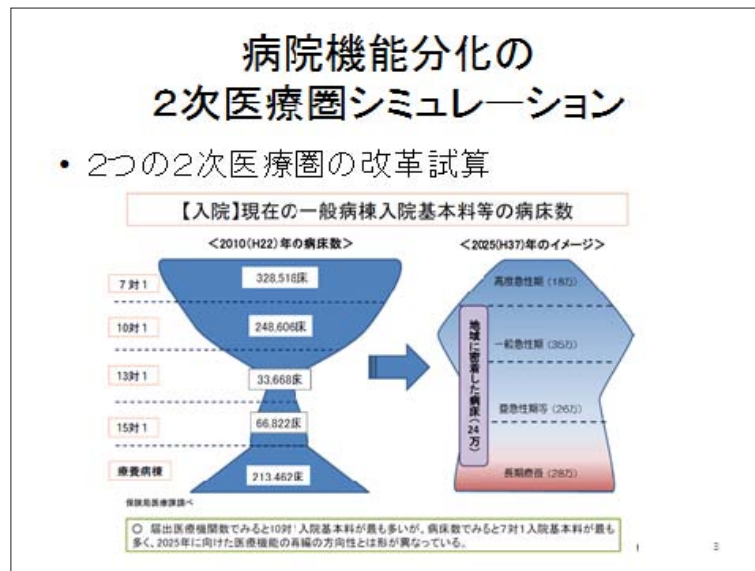 病院機能分化の
２次医療圏シミュレーション
• 2つの2次医療圏の改革試算
【入院】現在の一般病棟入院基本料等の病床数
＜2010(H22)年の病床数＞
＜2025(H37)年のイメージ＞
7対1
328,518床
10対1
248,606床
13対1
33,668床
15対1
66,822床
療養病棟
213,462床
高度急性期（18万）
一般急性期（35万）
亜急性期等（26万）
長期療養（28万）
地域に密着した病床（24万）
保険局医療課調べ
○ 届出医療機関数でみると10対1入院基本料が最も多いが、病床数でみると7対1入院基本料が最も
多く、2025年に向けた医療機能の再編の方向性とは形が異なっている。
3